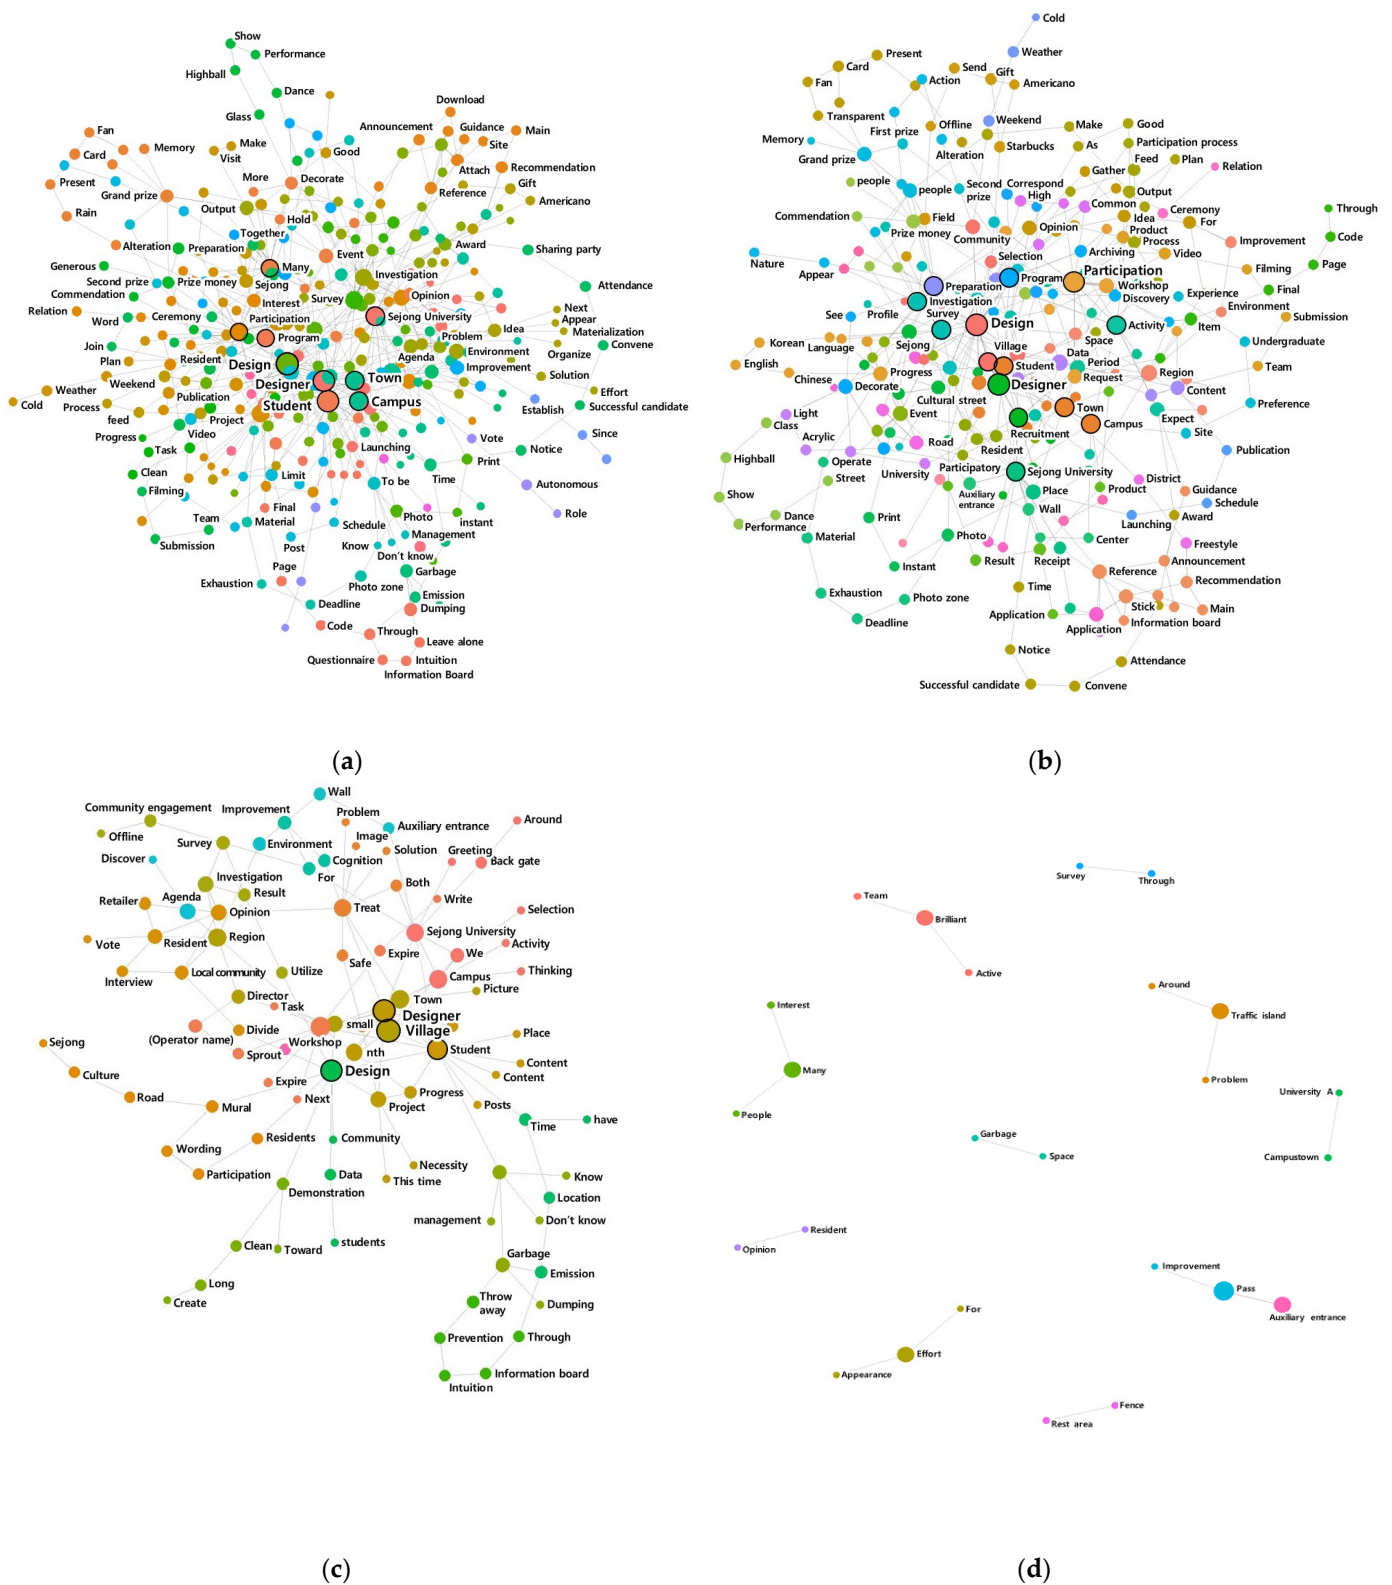 Show
Performance
Highball
Dance
Glass
Download
Announcement
Guidance
Main
Site
Fan
Make
Visit
Good
Card
Memory
Attach
Recommendation
More
Decorate
Gift
Present
Grand prize
Reference
Americano
Output
Rain
Hold
Together
Alteration
Preparation
Event
Award
Sharing party
Generous
Many
Investigation
Second prize
Prize money
Sejong
Attendance
Commendation
Interest
Survey
Opinion
Relation
Word
Ceremony
Participation
Sejong University
Next
Appear
Program
Problem
Idea
Materialization
Join
Resident
Agenda
Environment
Convene
Organize
Plan
Design
Improvement
Weekend
Designer
Town
Solution
Weather
Publication
Effort
Cold
Process
Student
Campus
Establish
Successful candidate
feed
Project
Progress
Video
Vote
Since
Task
Launching
Notice
Clean
Limit
Print
Filming
To be
Time
Autonomous
Final
Photo
instant
Role
Team
Material
Schedule
Management
Submission
Post
Know
Don't know
Page
Garbage
Exhaustion
Photo zone
Emission
Deadline
Dumping
Code
Through
Leave alone
Questionnaire
Intuition
Information Board
(a)
Cold
Weather
Present
Card
Send
Gift
Fan
Action
Americano
Transparent
Offline
Weekend
Make
Good
Memory
First prize
Starbucks
As
Participation process
Grand prize
Alteration
Feed
Plan
Relation
people
people
Second
prize
Correspond
High
Gather
Output
Commendation
Field
Common
Ceremony
Through
Prize money
Opinion
Idea
For
Product
Community
Process
Improvement
Code
Nature
Selection
Archiving
Video
Appear
Program
Participation
Filming
Page
Preparation
Workshop
Investigation
Discovery
Experience
Final
See
Profile
Survey
Design
Activity
Environment
Item
Submission
Korean
Language
Sejong
Village
Space
Undergraduate
English
Progress
Student
Data
Period
Team
Chinese
Decorate
Designer
Request
Region
Content
Cultural street
Preference
Light
Event
Town
Expect
Class
Campus
Site
Acrylic
Road
Recruitment
Highball
Operate
Resident
Publication
University
Participatory
Sejong University
Street
District
Show
Auxiliary
entrance
Place
Product
Guidance
Dance
Wall
Schedule
Performance
Print
Launching
Award
Material
Photo
Center
Freestyle
Instant
Result
Receipt
Announcement
Reference
Recommendation
Exhaustion
Photo zone
Time
Application
Stick
Main
Deadline
Application
Information board
Notice
Attendance
Successful candidate
Convene
(b)
Wall
Community engagement
Improvement
Problem
Offline
Auxiliary entrance
Around
Survey
Environment
Image
Discover
Cognition
Solution
Greeting
Back gate
Investigation
For
Both
Agenda
Result
Retailer
Opinion
Treat
Write
Selection
Vote
Resident
Region
Sejong University
Activity
Expire
We
Interview
Local community
Utilize
Safe
Campus
Thinking
Director
Task
Town
Picture
(Operator name)
Divide
small
Designer
Village
Place
Sejong
Sprout
Workshop
nth
Student
Content
Culture
Design
Content
Expire
Road
Mural
Next
Project
Progress
Posts
Time
have
Wording
Residents
Community
Participation
Data
Necessity
This time
Know
Demonstration
Location
management
Don't know
Clean
Toward
students
Garbage
Emission
Long
Create
Throw
away
Dumping
Prevention
Through
Information board
Intuition
(c)
Survey
Through
Team
Brilliant
Active
Around
Interest
Traffic island
Many
Problem
People
University A
Garbage
Space
Campustown
Resident
Opinion
Improvement
Pass
For
Auxiliary entrance
Effort
Appearance
Fence
Rest area
(d)